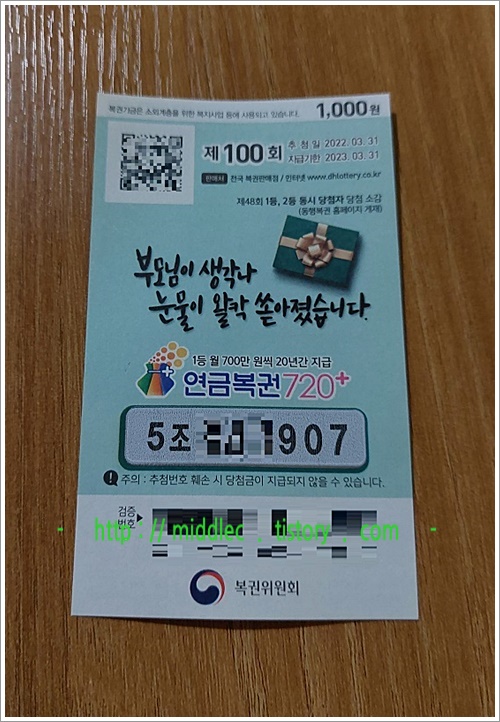 복권기금은 소외계층을 위한 복지사업 등에 사용되고 있습니다. 1,000원
제 100 회 추 첨 일 2022. 03. 31
지급기한 2023. 03. 31
판매처 전국 복권판매점 / 인터넷 www.dhlottery.co.kr
제48회 1등, 2등 동시 당첨자 당첨 소감
(동행복권 홈페이지 게재)
부모님이 생각나
눈물이 왈칵 쏟아졌습니다.
1등 월 700만 원씩 20년간 지급
연금복권720+
5조 907
! 주의 : 추첨번호 훼손 시 당첨금이 지급되지 않을 수 있습니다.
검증
번호
- http://middlec.tistory.com -
복권위원회